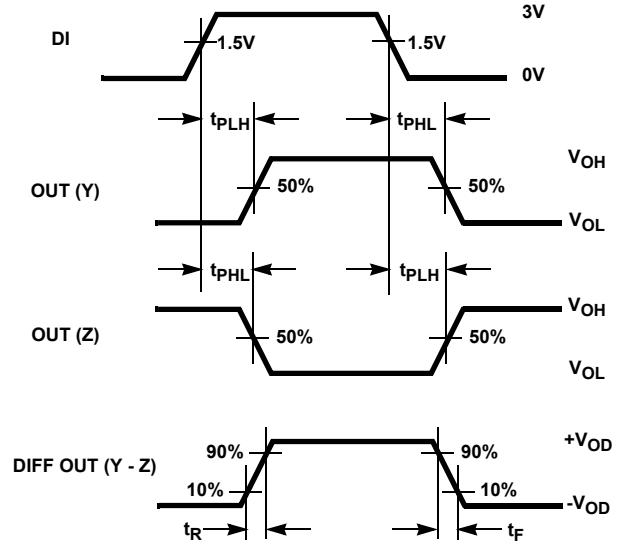 3V
DI
1.5V
1.5V
0V
tPLH
tPHL
VOH
OUT (Y)
50%
50%
VOL
tPHL
tPLH
VOH
OUT (Z)
50%
50%
VOL
+VOD
DIFF OUT (Y - Z)
90%
90%
10%
10%
-VOD
tR
tF